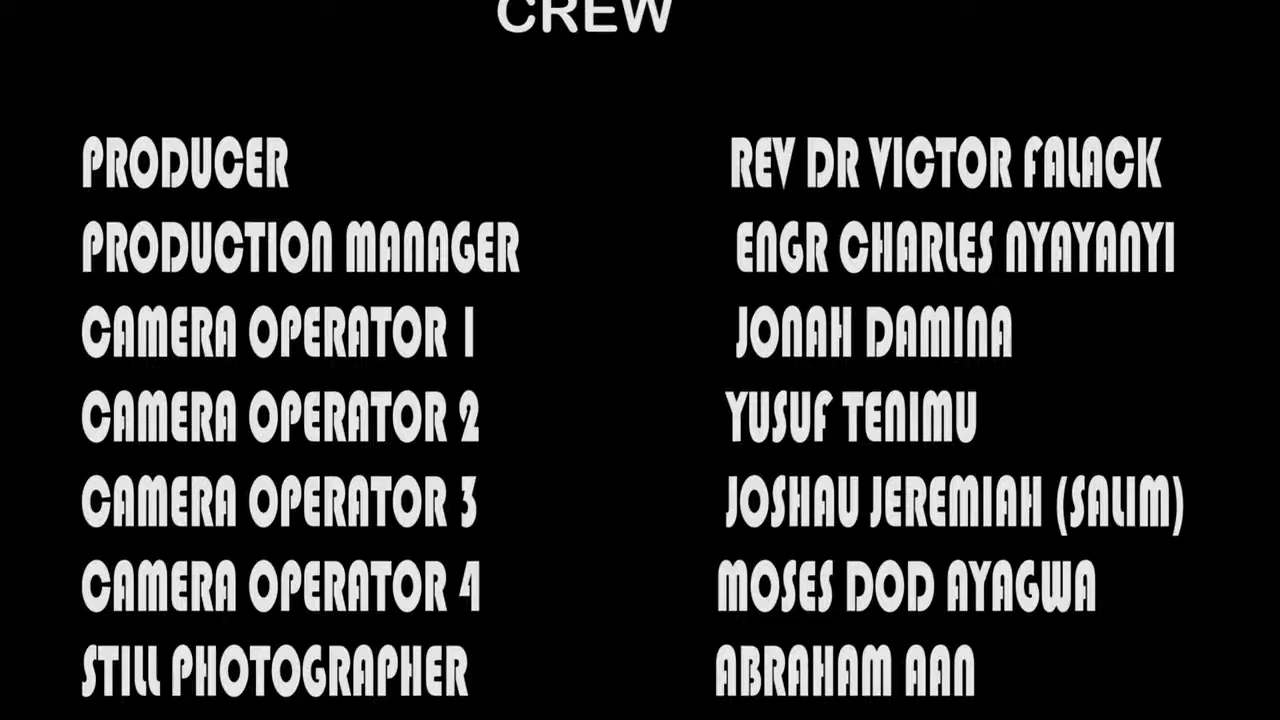 CREW
PRODUCER REV DR VICTOR FALACK
PRODUCTION MANAGER ENGR CHARLES NYAYANYI
CAMERA OPERATOR 1 JONAH DAMINA
CAMERA OPERATOR 2 YUSUF TENIMU
CAMERA OPERATOR 3 JOSHAU JEREMIAH (SALIM)
CAMERA OPERATOR 4 MOSES DOD AYAGWA
STILL PHOTOGRAPHER ABRAHAM AAN